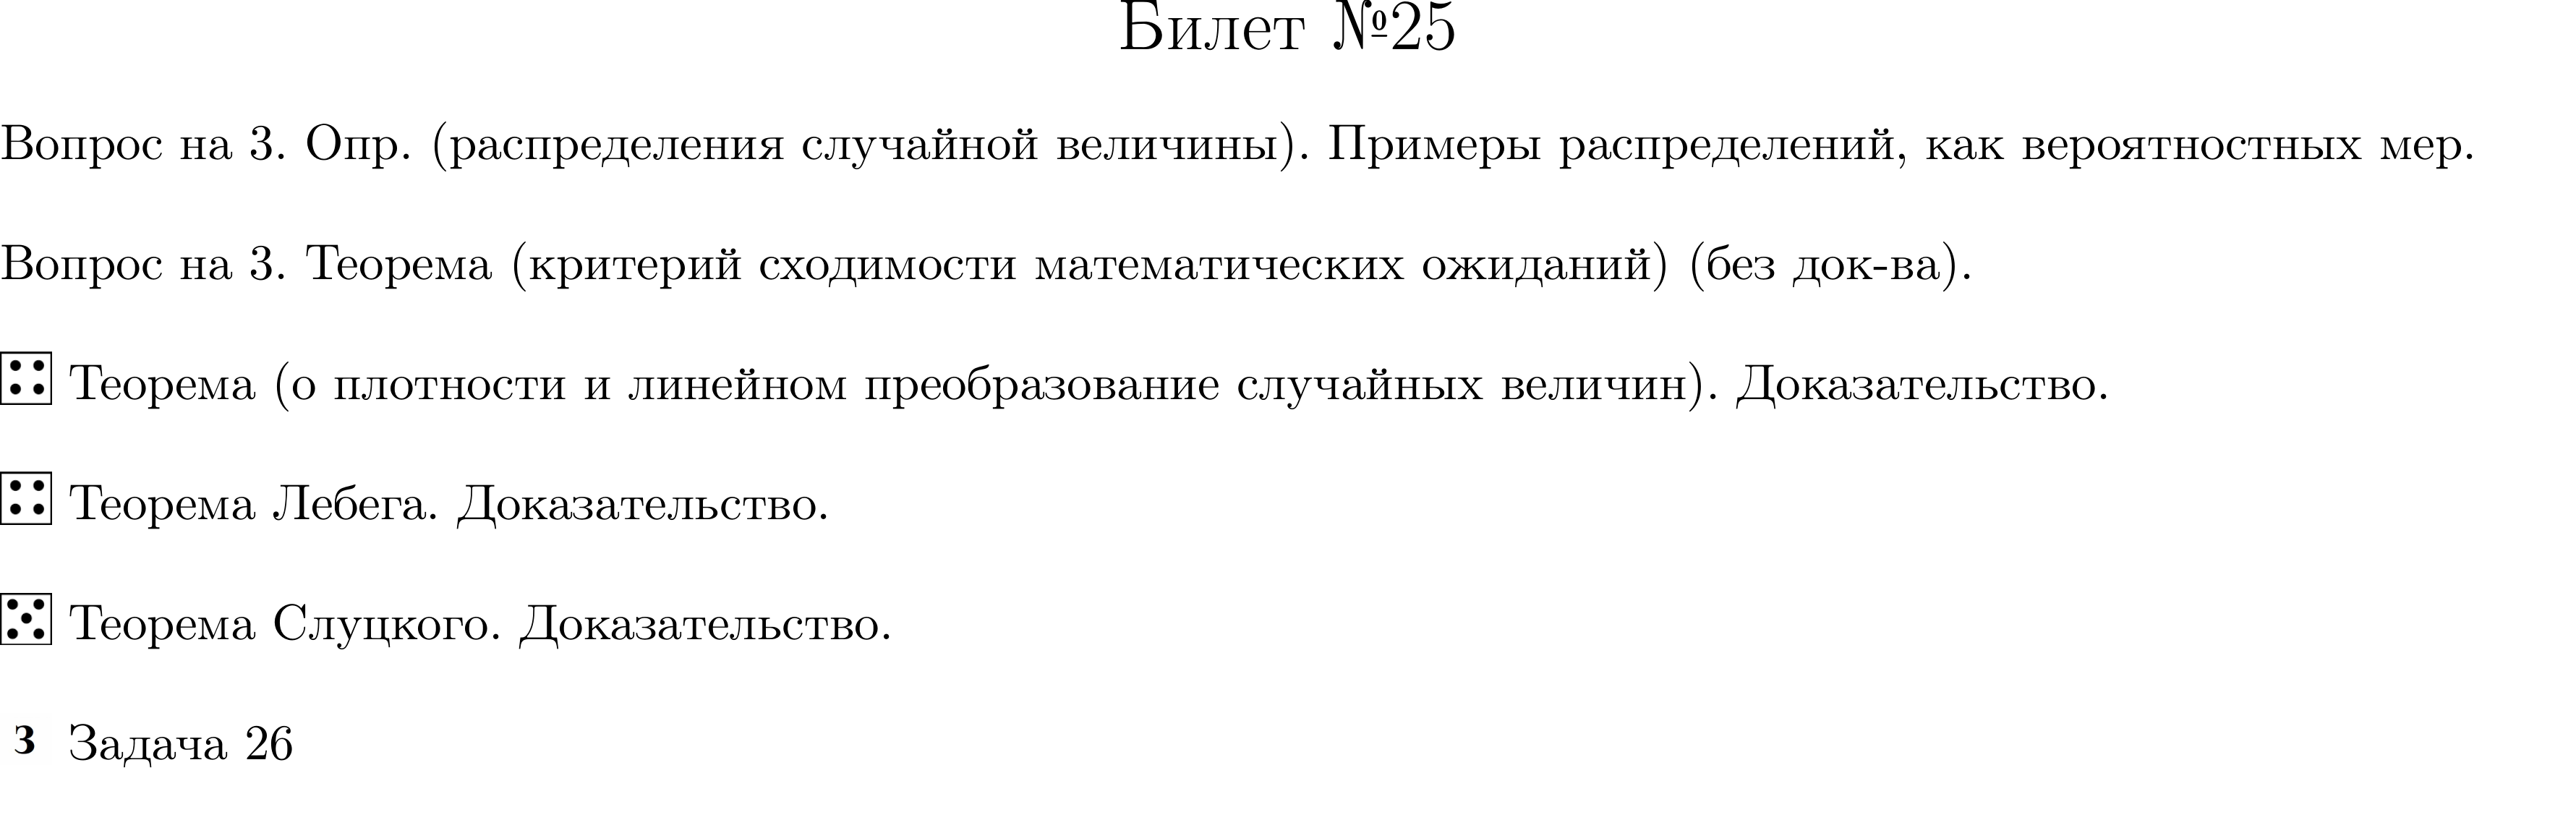 Билет №25
Вопрос на 3. Опр. (распределения случайной величины). Примеры распределений, как вероятностных мер.
Вопрос на 3. Теорема (критерий сходимости математических ожиданий) (без док-ва).
Теорема (о плотности и линейном преобразование случайных величин). Доказательство.
Теорема Лебега. Доказательство.
Теорема Слуцкого. Доказательство.
3 Задача 26